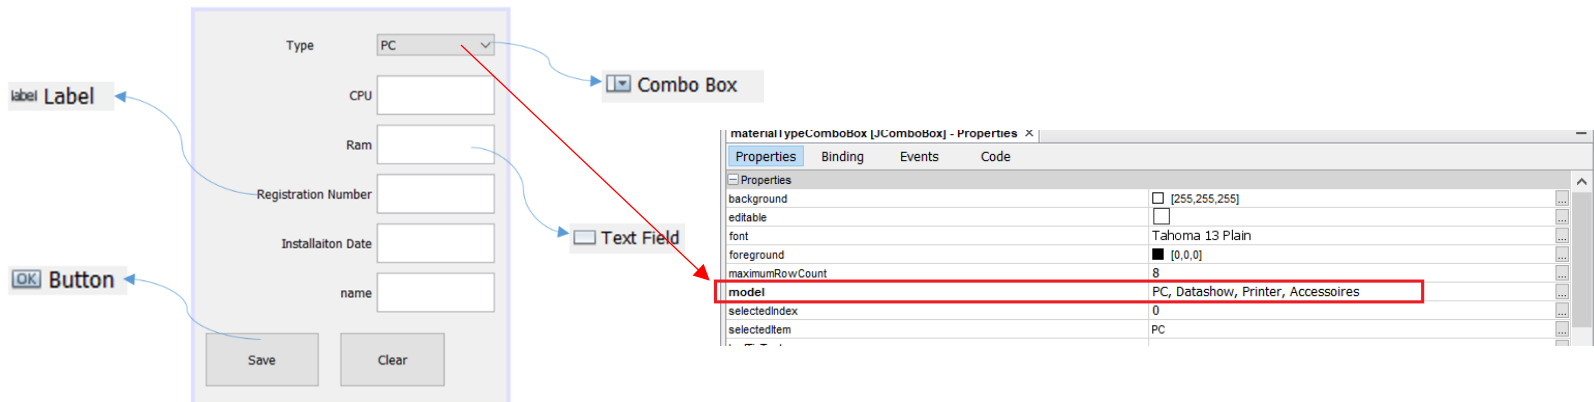 Type PC
CPU
Ram
Registration Number
Installaiton Date
name
Save Clear
label Label
OK Button
Combo Box
Text Field
materialTypeComboBox [JComboBox] - Properties ×
Properties Binding Events Code
Properties
background [255,255,255] ...
editable ...
font Tahoma 13 Plain ...
foreground [0,0,0] ...
maximumRowCount 8 ...
model PC, Datashow, Printer, Accessoires ...
selectedIndex 0 ...
selectedItem PC ...